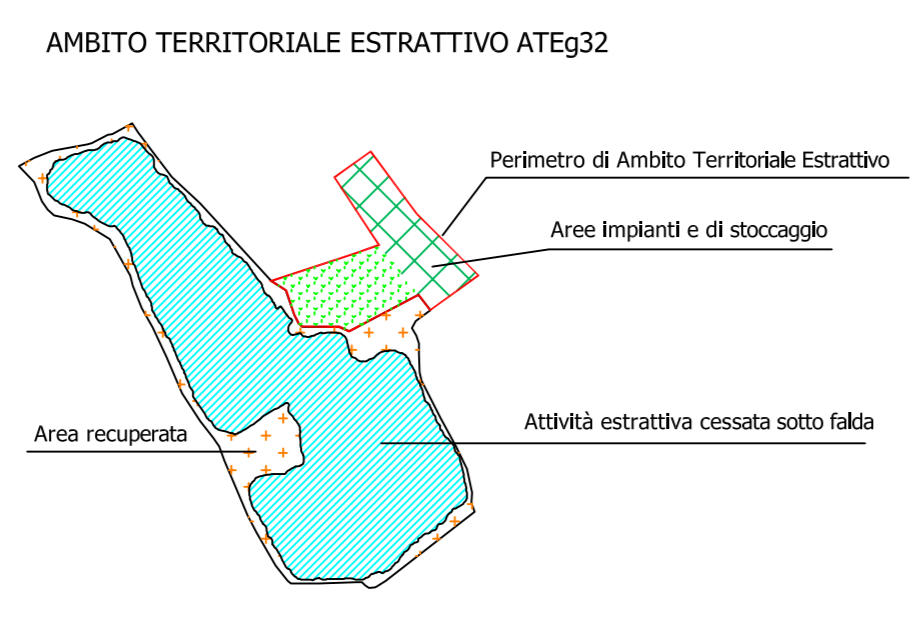 AMBITO TERRITORIALE ESTRATTIVO ATEg32
Perimetro di Ambito Territoriale Estrattivo
Aree impianti e di stoccaggio
Attività estrattiva cessata sotto falda
Area recuperata